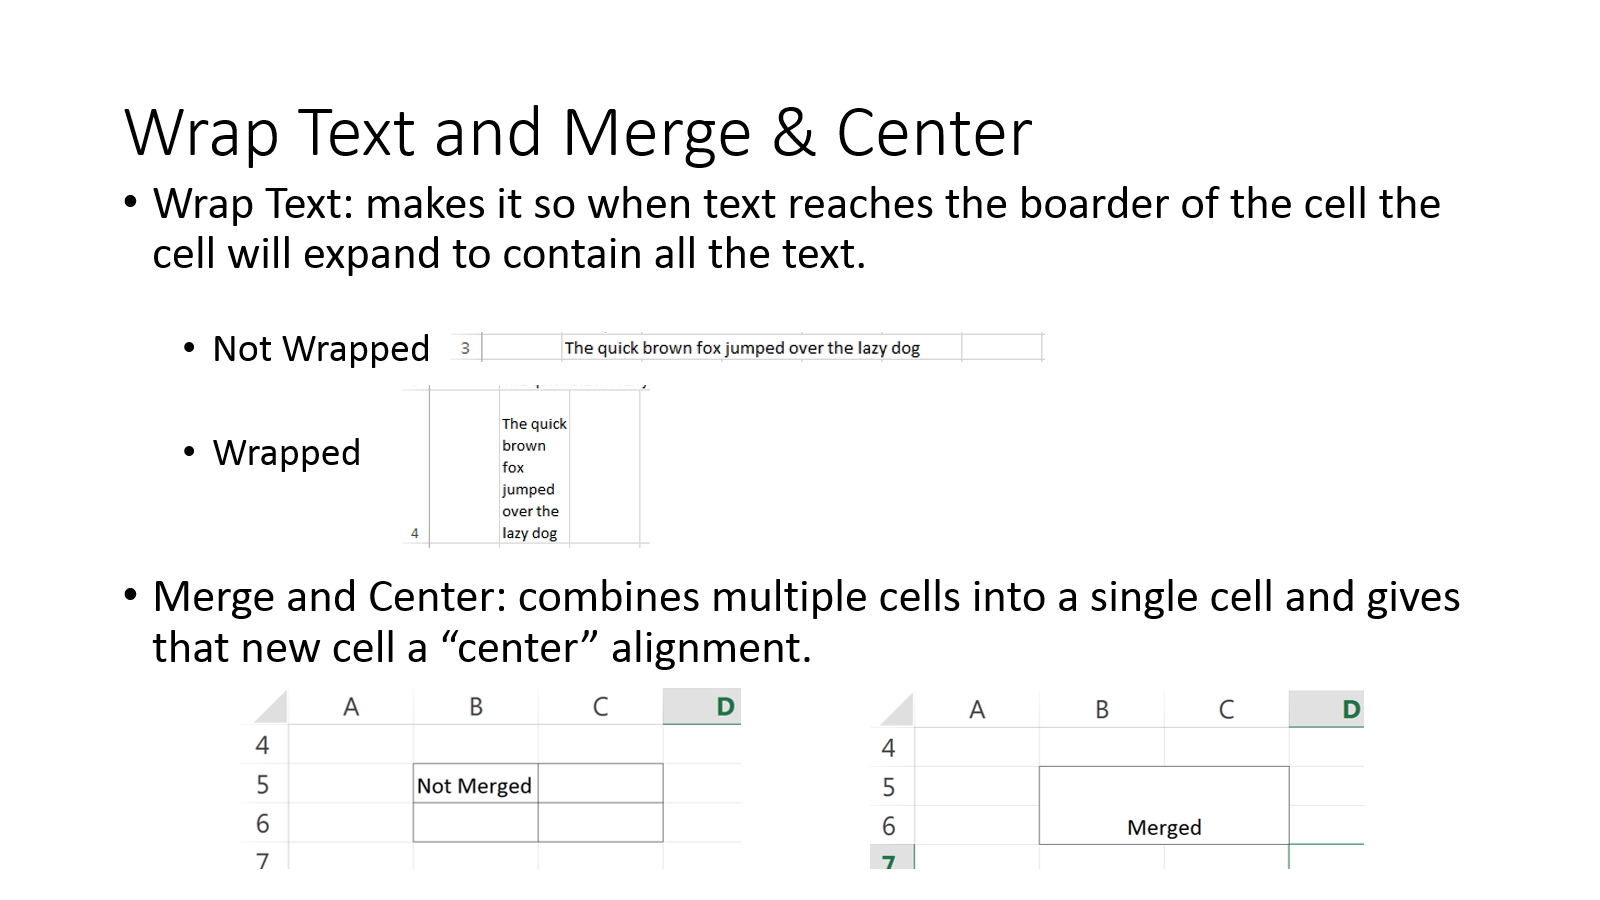 Wrap Text and Merge & Center
• Wrap Text: makes it so when text reaches the boarder of the cell the
cell will expand to contain all the text.
• Not Wrapped
3 The quick brown fox jumped over the lazy dog
• Wrapped
The quick
brown
fox
jumped
over the
4 lazy dog
• Merge and Center: combines multiple cells into a single cell and gives
that new cell a “center” alignment.
A B C D
4
5 Not Merged
6
7
A B C D
4
5
6 Merged
7